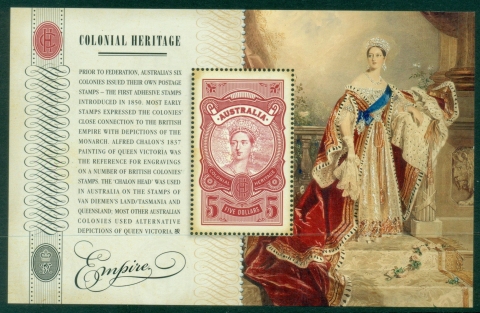 COLONIAL HERITAGE
PRIOR TO FEDERATION, AUSTRALIA'S SIX
COLONIES ISSUED THEIR OWN POSTAGE
STAMPS – THE FIRST ADHESIVE STAMPS
INTRODUCED IN 1850. MOST EARLY
STAMPS EXPRESSED THE COLONIES'
CLOSE CONNECTION TO THE BRITISH
EMPIRE WITH DEPICTIONS OF THE
MONARCH. ALFRED CHALON'S 1837
PAINTING OF QUEEN VICTORIA WAS
THE REFERENCE FOR ENGRAVINGS
ON A NUMBER OF BRITISH COLONIES'
STAMPS. THE 'CHALON HEAD' WAS USED
IN AUSTRALIA ON THE STAMPS OF
VAN DIEMEN'S LAND/TASMANIA AND
QUEENSLAND. MOST OTHER AUSTRALIAN
COLONIES USED ALTERNATIVE
DEPICTIONS OF QUEEN VICTORIA.
Empire
AUSTRALIA
5 FIVE DOLLARS 5